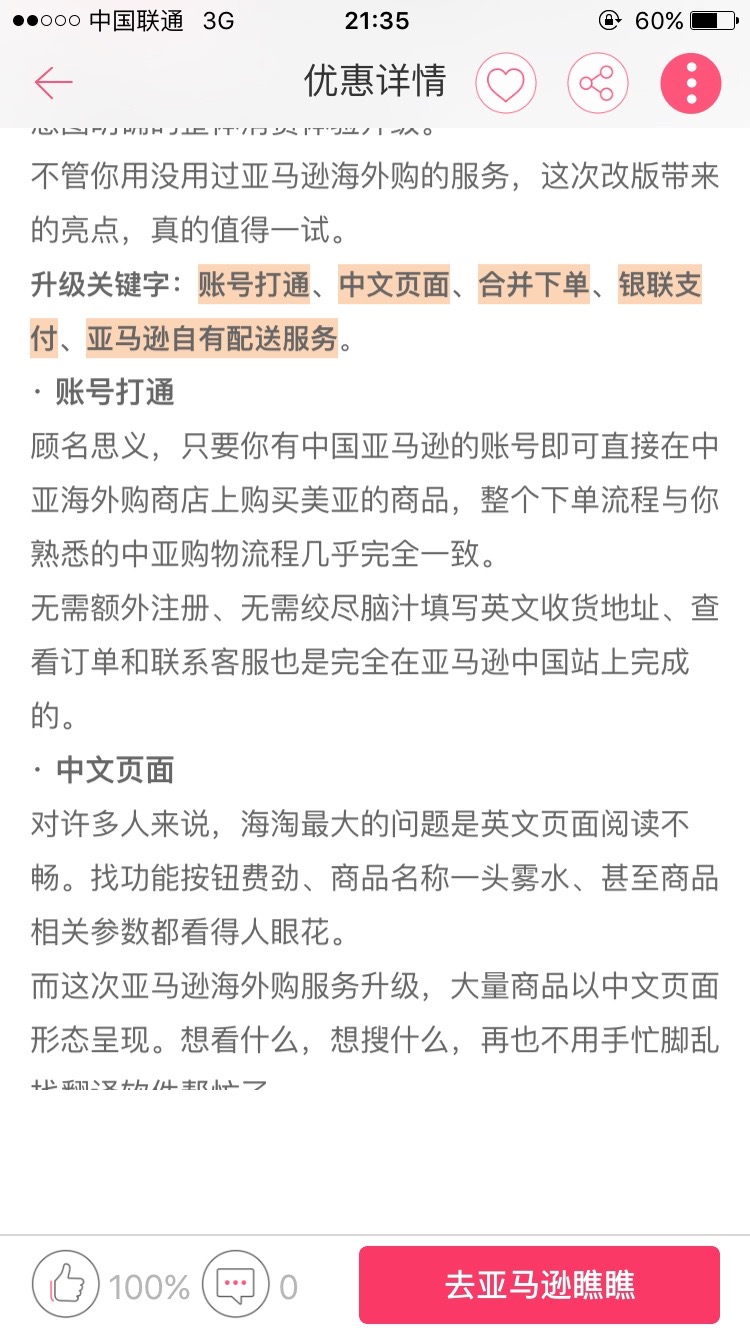 中国联通 3G 21:35 60%
优惠详情
不管你用没用过亚马逊海外购的服务，这次改版带来
的亮点，真的值得一试。
升级关键字：账号打通、中文页面、合并下单、银联支
付、亚马逊自有配送服务。
· 账号打通
顾名思义，只要你有中国亚马逊的账号即可直接在中
亚海外购商店上购买美亚的商品，整个下单流程与你
熟悉的中亚购物流程几乎完全一致。
无需额外注册、无需绞尽脑汁填写英文收货地址、查
看订单和联系客服也是完全在亚马逊中国站上完成
的。
· 中文页面
对许多人来说，海淘最大的问题是英文页面阅读不
畅。找功能按钮费劲、商品名称一头雾水、甚至商品
相关参数都看得人眼花。
而这次亚马逊海外购服务升级，大量商品以中文页面
形态呈现。想看什么，想搜什么，再也不用手忙脚乱
找翻译软件帮忙了
100% 0 去亚马逊瞧瞧